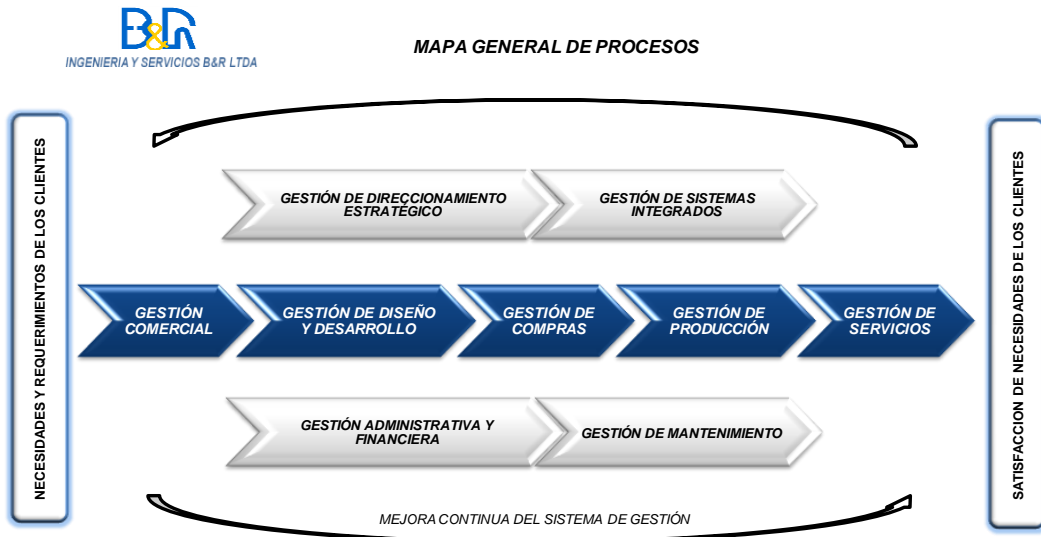 B&R
INGENIERIA Y SERVICIOS B&R LTDA
MAPA GENERAL DE PROCESOS
NECESIDADES Y REQUERIMIENTOS DE LOS CLIENTES
GESTIÓN DE DIRECCIONAMIENTO
ESTRATÉGICO
GESTIÓN DE SISTEMAS
INTEGRADOS
GESTIÓN
COMERCIAL
GESTIÓN DE DISEÑO
Y DESARROLLO
GESTIÓN DE
COMPRAS
GESTIÓN DE
PRODUCCIÓN
GESTIÓN DE
SERVICIOS
GESTIÓN ADMINISTRATIVA Y
FINANCIERA
GESTIÓN DE MANTENIMIENTO
SATISFACCION DE NECESIDADES DE LOS CLIENTES
MEJORA CONTINUA DEL SISTEMA DE GESTIÓN